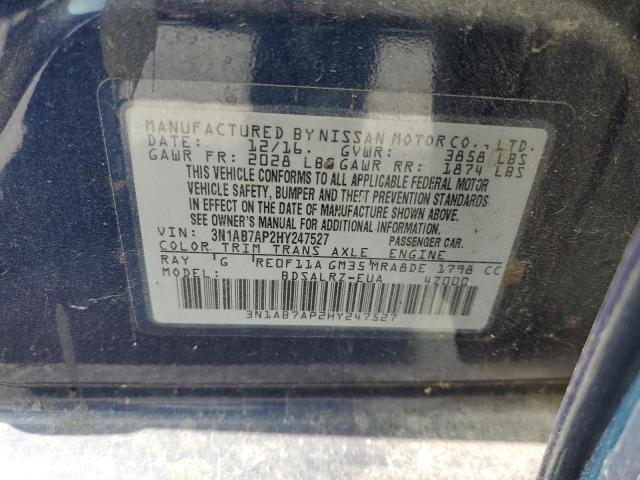 MANUFACTURED BY NISSAN MOTOR CO., LTD.
DATE: 12/16. GVWR: 3858 LBS
GAWR FR: 2028 LBS GAWR RR: 1874 LBS
THIS VEHICLE CONFORMS TO ALL APPLICABLE FEDERAL MOTOR
VEHICLE SAFETY, BUMPER AND THEFT PREVENTION STANDARDS
IN EFFECT ON THE DATE OF MANUFACTURE SHOWN ABOVE.
SEE OWNER'S MANUAL FOR ADDITIONAL INFORMATION.
VIN: 3N1AB7AP2HY247527 PASSENGER CAR.
COLOR TRIM TRANS AXLE ENGINE
RAY 'G 'RE0F11A GM35'MRA8DE 1798 CC
MODEL: BDSALRZ-EUA 4Z000
3N1AB7AP2HY247527